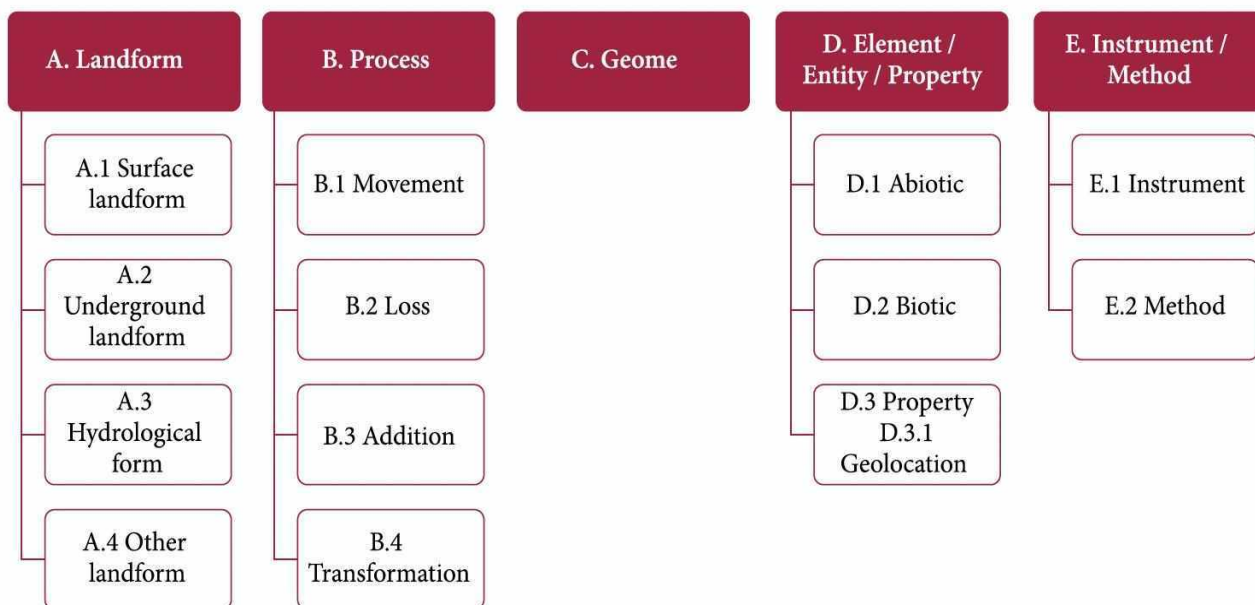 A. Landform
A.1 Surface
landform
A.2
Underground
landform
A.3
Hydrological
form
A.4 Other
landform
B. Process
B.1 Movement
B.2 Loss
B.3 Addition
B.4
Transformation
C. Geome
D. Element /
Entity / Property
D.1 Abiotic
D.2 Biotic
D.3 Property
D.3.1
Geolocation
E. Instrument /
Method
E.1 Instrument
E.2 Method